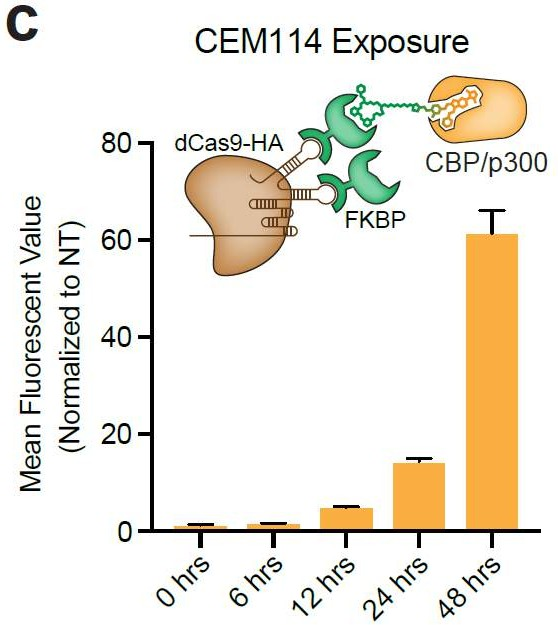 C
CEM114 Exposure
dCas9-HA
CBP/p300
FKBP
Mean Fluorescent Value
(Normalized to NT)
80
60
40
20
0
0 hrs
6 hrs
12 hrs
24 hrs
48 hrs